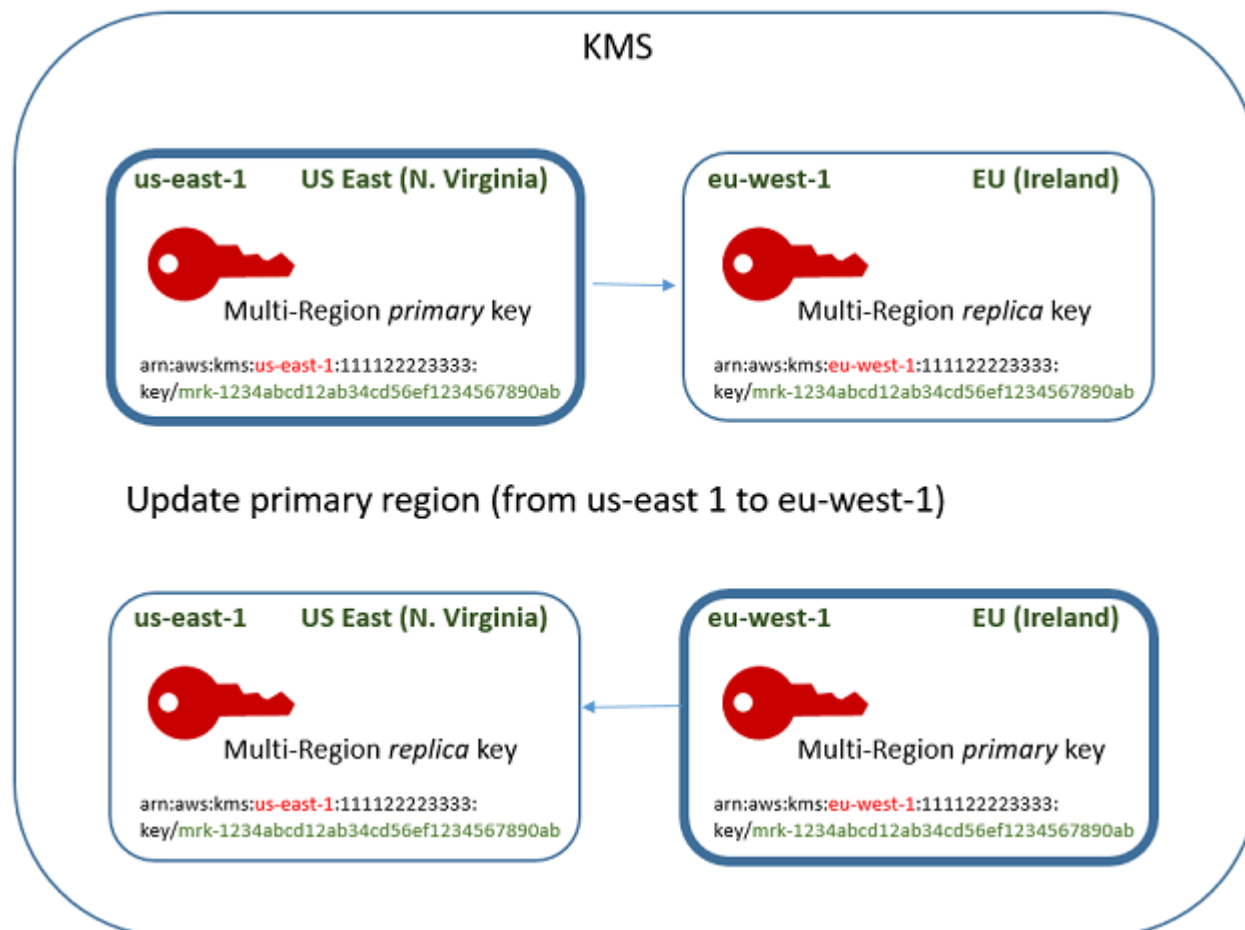 KMS
us-east-1 US East (N. Virginia)
Multi-Region primary key
arn:aws:kms:us-east-1:111122223333:
key/mrk-1234abcd12ab34cd56ef1234567890ab
eu-west-1 EU (Ireland)
Multi-Region replica key
arn:aws:kms:eu-west-1:111122223333:
key/mrk-1234abcd12ab34cd56ef1234567890ab
Update primary region (from us-east 1 to eu-west-1)
us-east-1 US East (N. Virginia)
Multi-Region replica key
arn:aws:kms:us-east-1:111122223333:
key/mrk-1234abcd12ab34cd56ef1234567890ab
eu-west-1 EU (Ireland)
Multi-Region primary key
arn:aws:kms:eu-west-1:111122223333:
key/mrk-1234abcd12ab34cd56ef1234567890ab